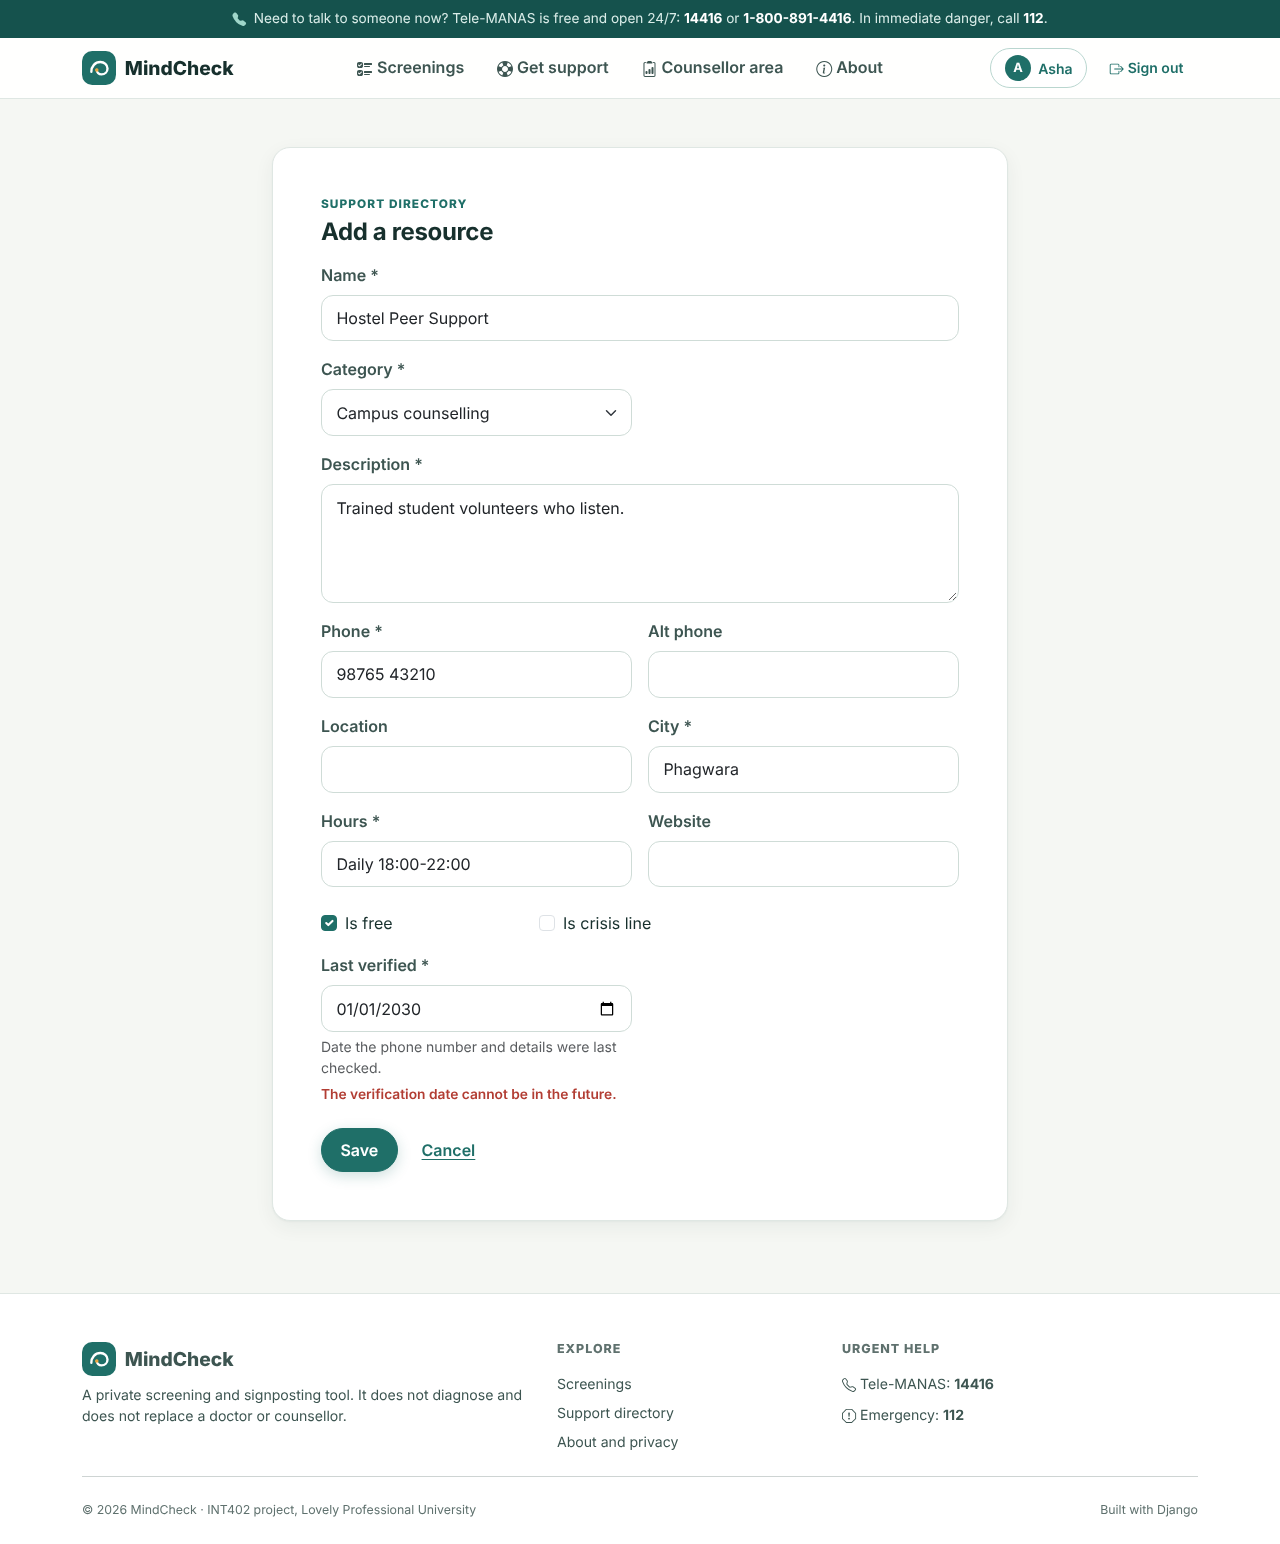 Need to talk to someone now? Tele-MANAS is free and open 24/7: 14416 or 1-800-891-4416. In immediate danger, call 112.
MindCheck
Screenings
Get support
Counsellor area
About
A
Asha
Sign out
SUPPORT DIRECTORY
Add a resource
Name *
Hostel Peer Support
Category *
Campus counselling
Description *
Trained student volunteers who listen.
Phone *
Alt phone
98765 43210
Location
City *
Phagwara
Hours *
Website
Daily 18:00-22:00
Is free
Is crisis line
Last verified *
01/01/2030
Date the phone number and details were last
checked.
The verification date cannot be in the future.
Save
Cancel
MindCheck
A private screening and signposting tool. It does not diagnose and
does not replace a doctor or counsellor.
EXPLORE
Screenings
Support directory
About and privacy
URGENT HELP
Tele-MANAS: 14416
Emergency: 112
© 2026 MindCheck · INT402 project, Lovely Professional University
Built with Django